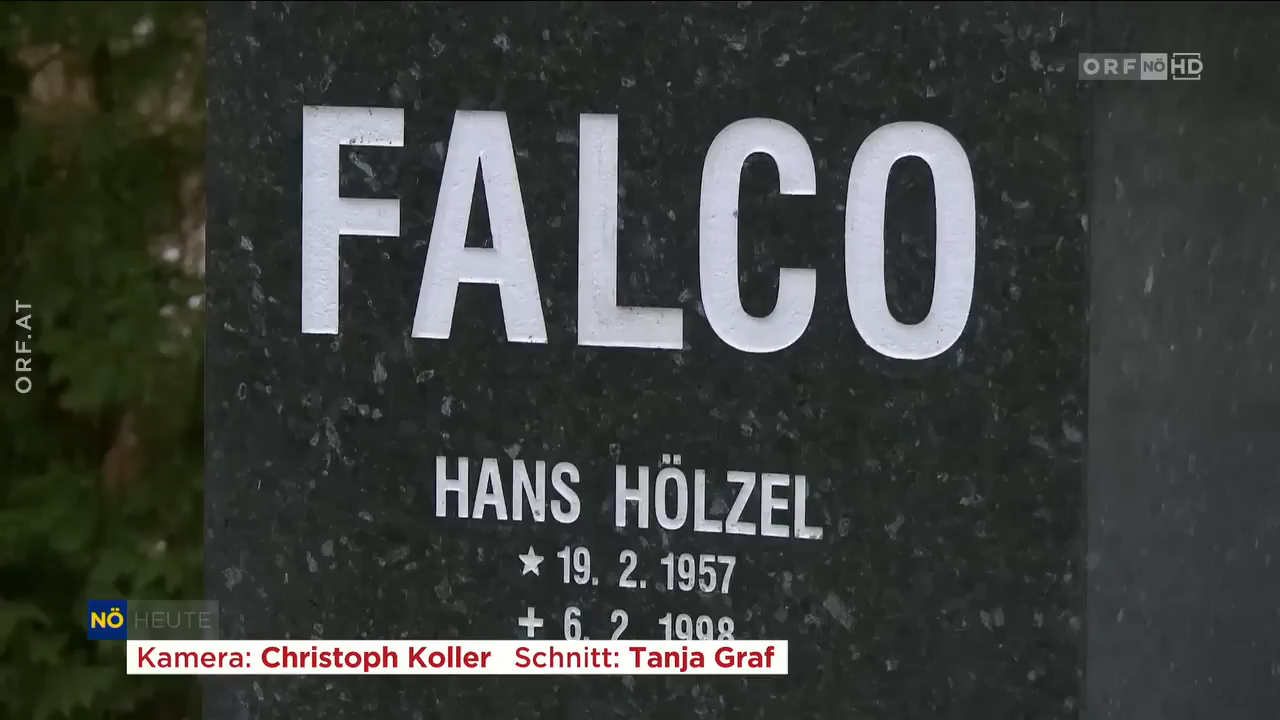 ORF NÖ HD
FALCO
ORF.AT
HANS HÖLZEL
★ 19. 2. 1957
+ 6. 2. 1998
NÖ HEUTE
Kamera: Christoph Koller Schnitt: Tanja Graf